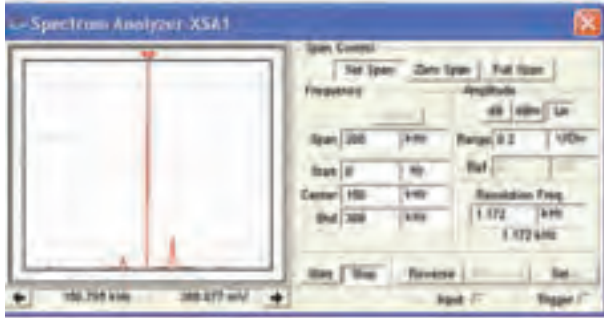 Spectrum Analyzer-XSA1
Span Control
Set Span Zero Span Full Span
Frequency
Amplitude
dB dBm Lin
Span kHz
Range 0.2 V/Div
Start 0 Hz
Ref
Center 150 kHz
Resolution Freq.
End 300 kHz
1.172 kHz
1.172 kHz
Start Stop Reverse Set...
Input Trigger